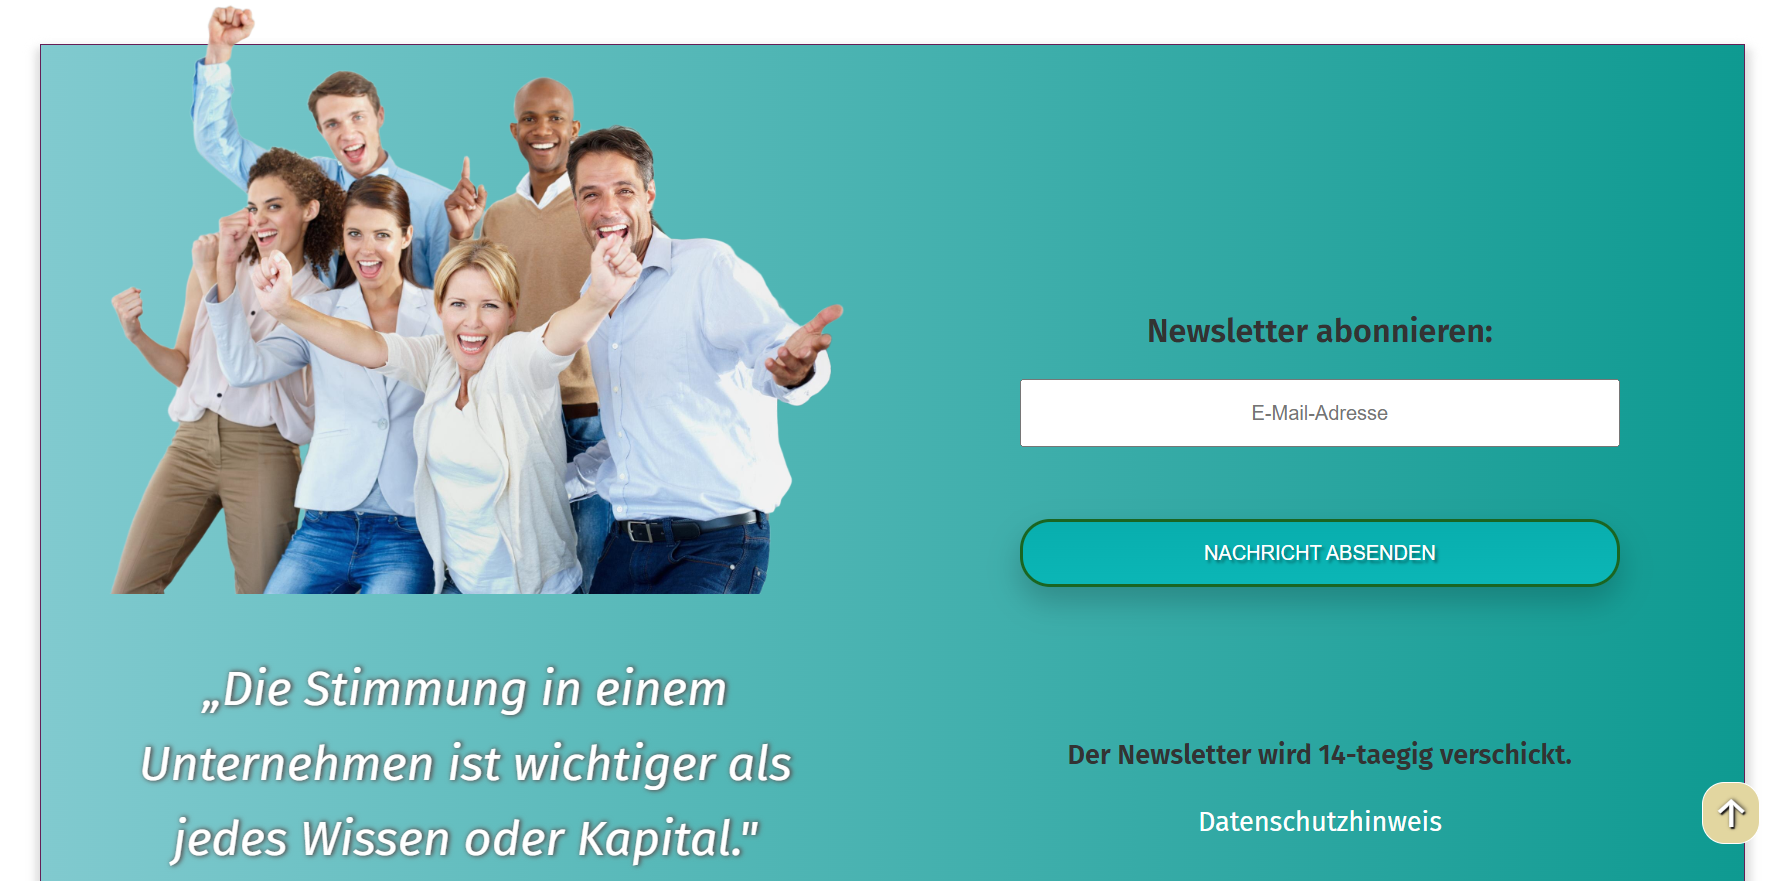 „Die Stimmung in einem
Unternehmen ist wichtiger als
jedes Wissen oder Kapital."
Newsletter abonnieren:
E-Mail-Adresse
NACHRICHT ABSENDEN
Der Newsletter wird 14-taegig verschickt.
Datenschutzhinweis